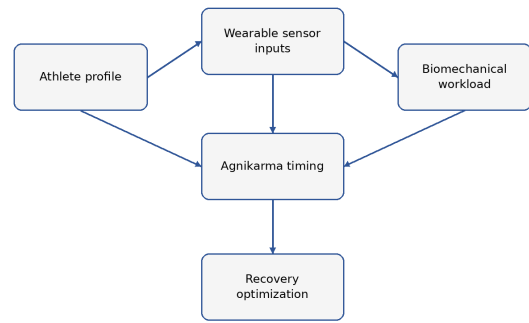 Wearable sensor
inputs
Athlete profile
Biomechanical
workload
Agnikarma timing
Recovery
optimization